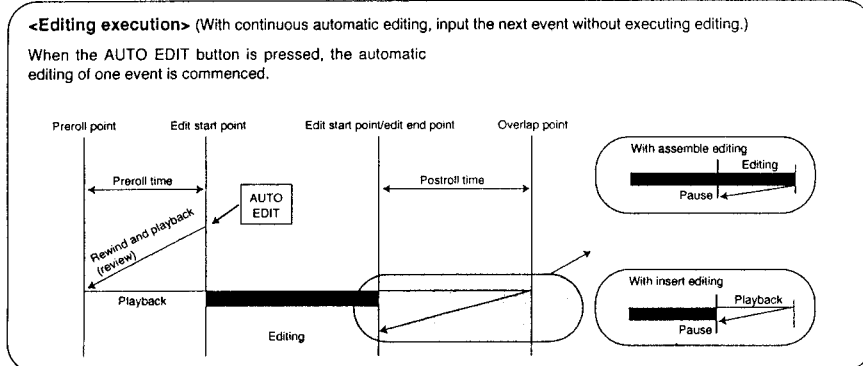 <Editing execution> (With continuous automatic editing, input the next event without executing editing.)
When the AUTO EDIT button is pressed, the automatic
editing of one event is commenced.
Preroll point
Edit start point
Edit start point/edit end point
Overlap point
Preroll time
Postroll time
AUTO
EDIT
Rewind and playback
(review)
Playback
Editing
With assemble editing
Editing
Pause
With insert editing
Playback
Pause